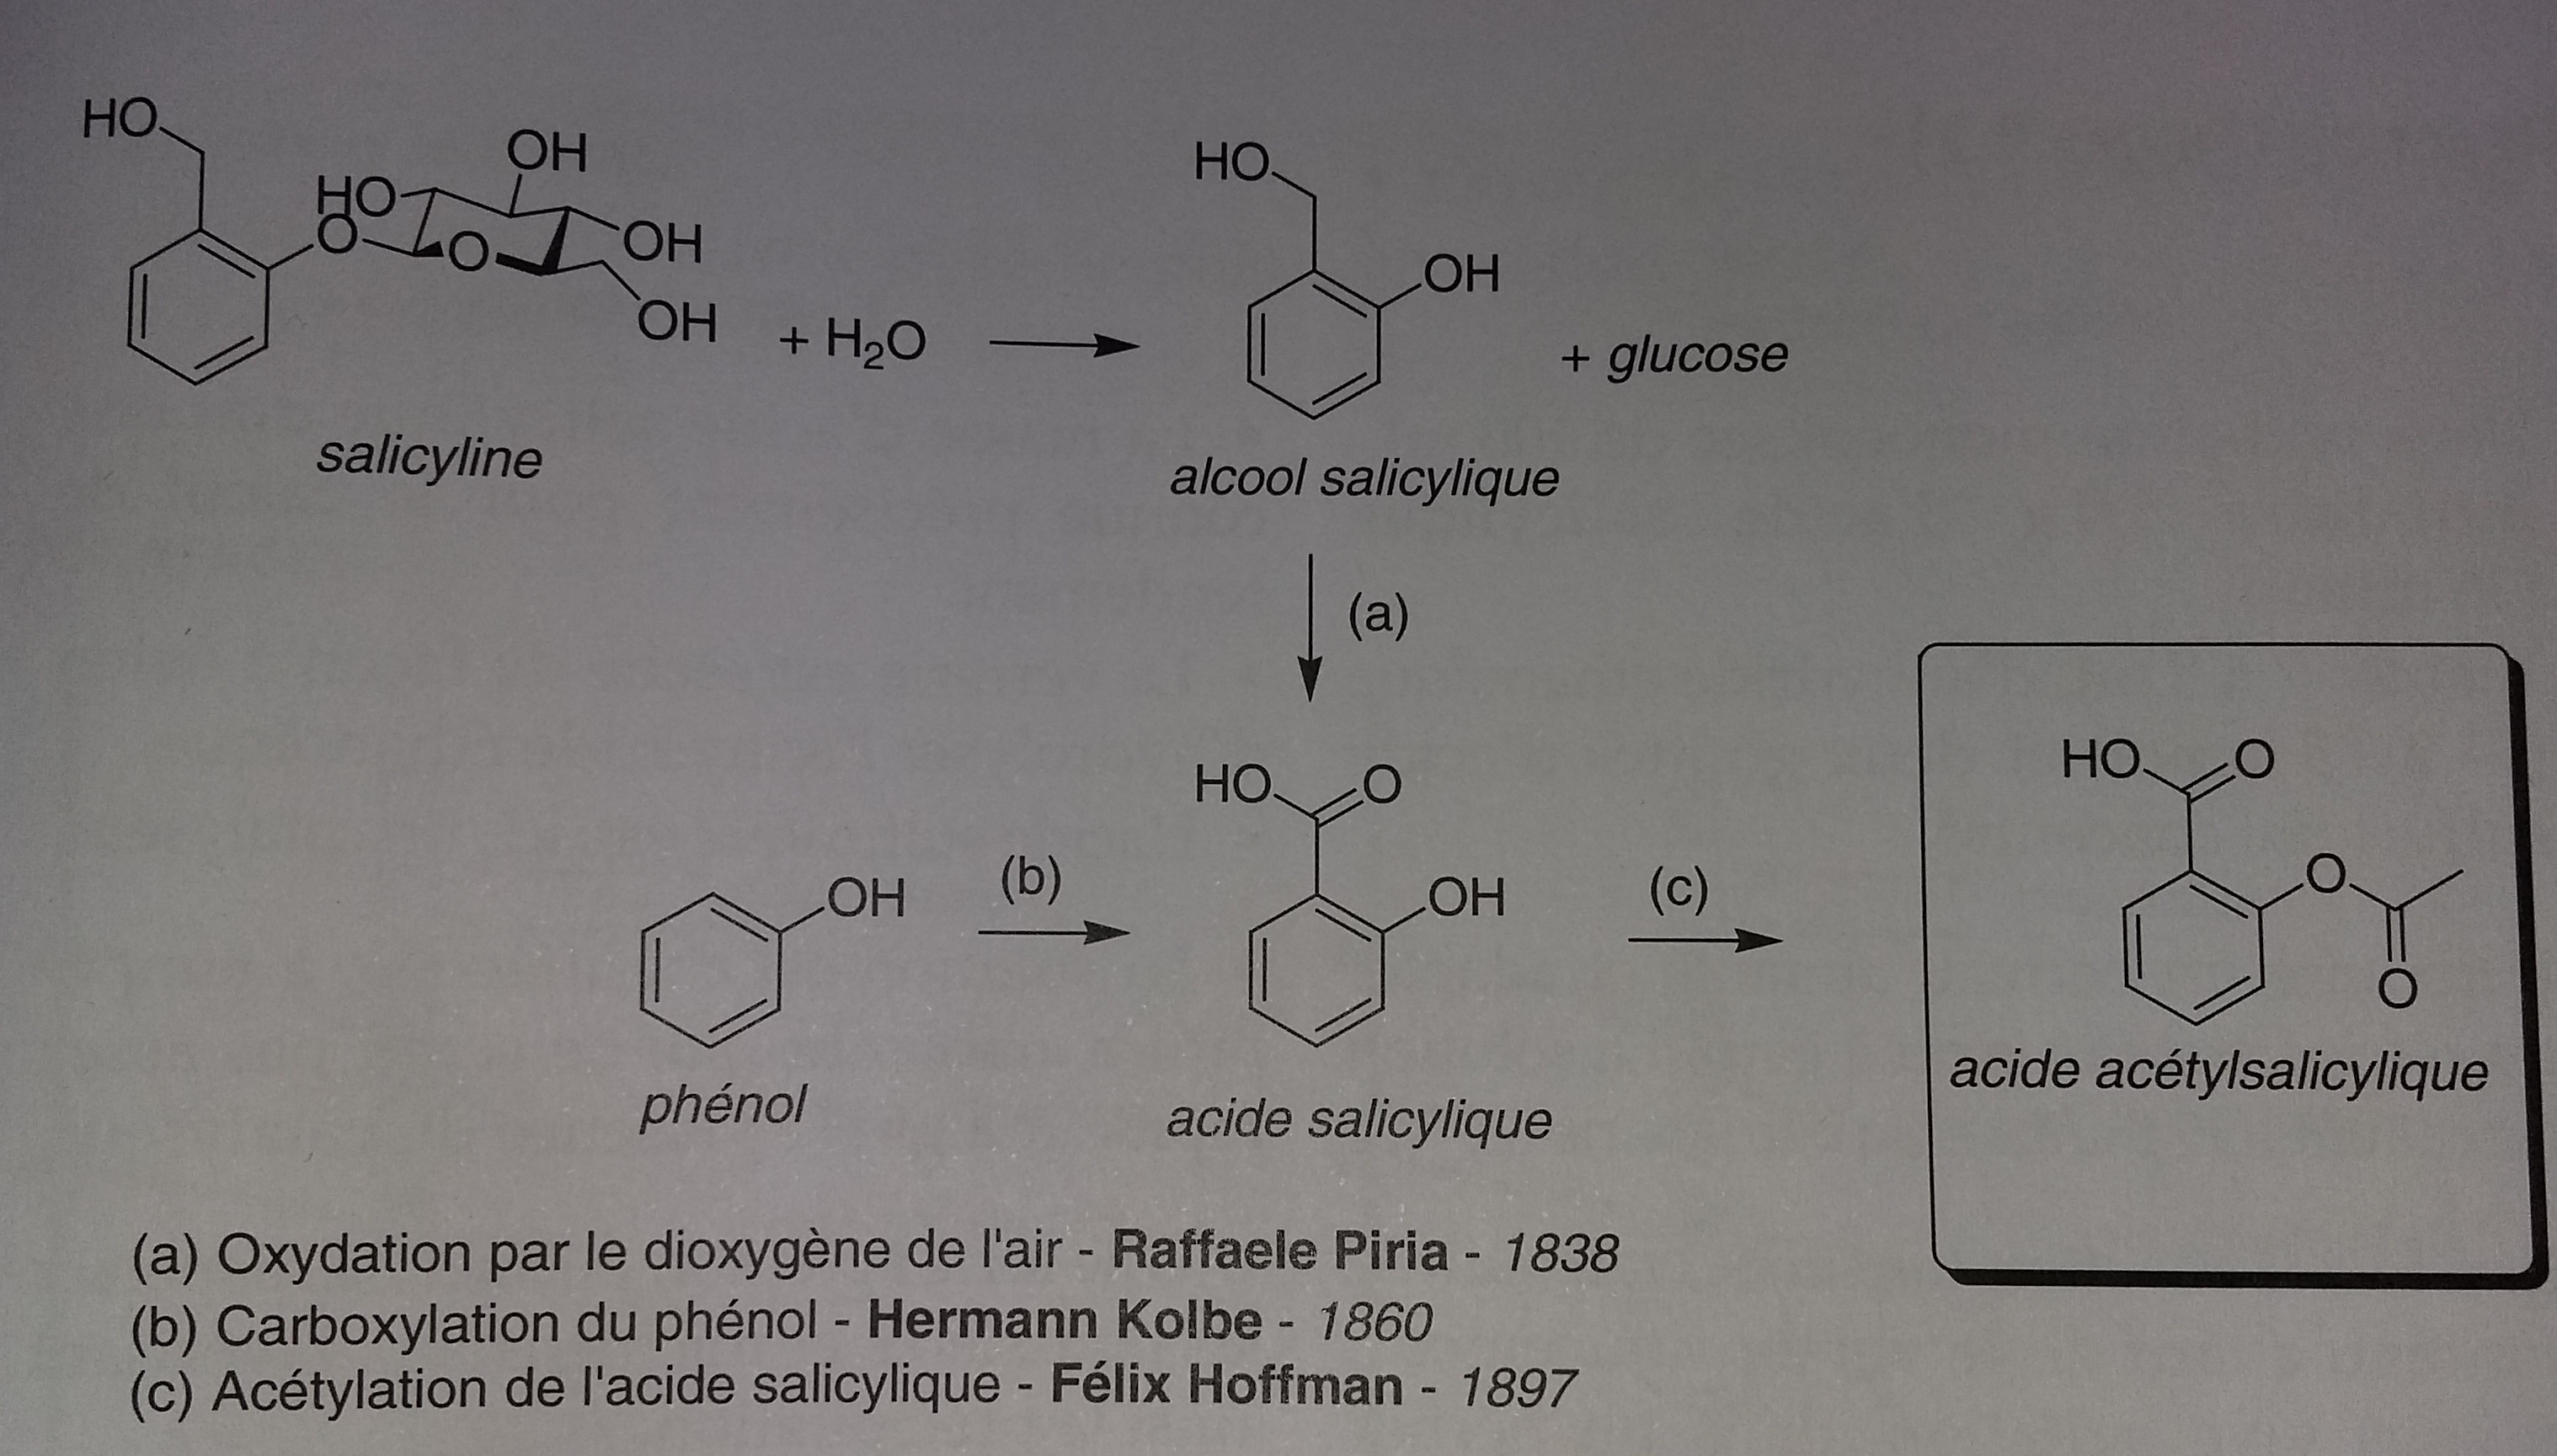 HO
OH
HO
O
O
OH
OH
+ H₂O
salicyline
HO
OH
+ glucose
alcool salicylique
(a)
OH
phénol
(b)
HO
O
OH
acide salicylique
(c)
HO
O
O
O
acide acétylsalicylique
(a) Oxydation par le dioxygène de l'air - Raffaele Piria - 1838
(b) Carboxylation du phénol - Hermann Kolbe - 1860
(c) Acétylation de l'acide salicylique - Félix Hoffman - 1897